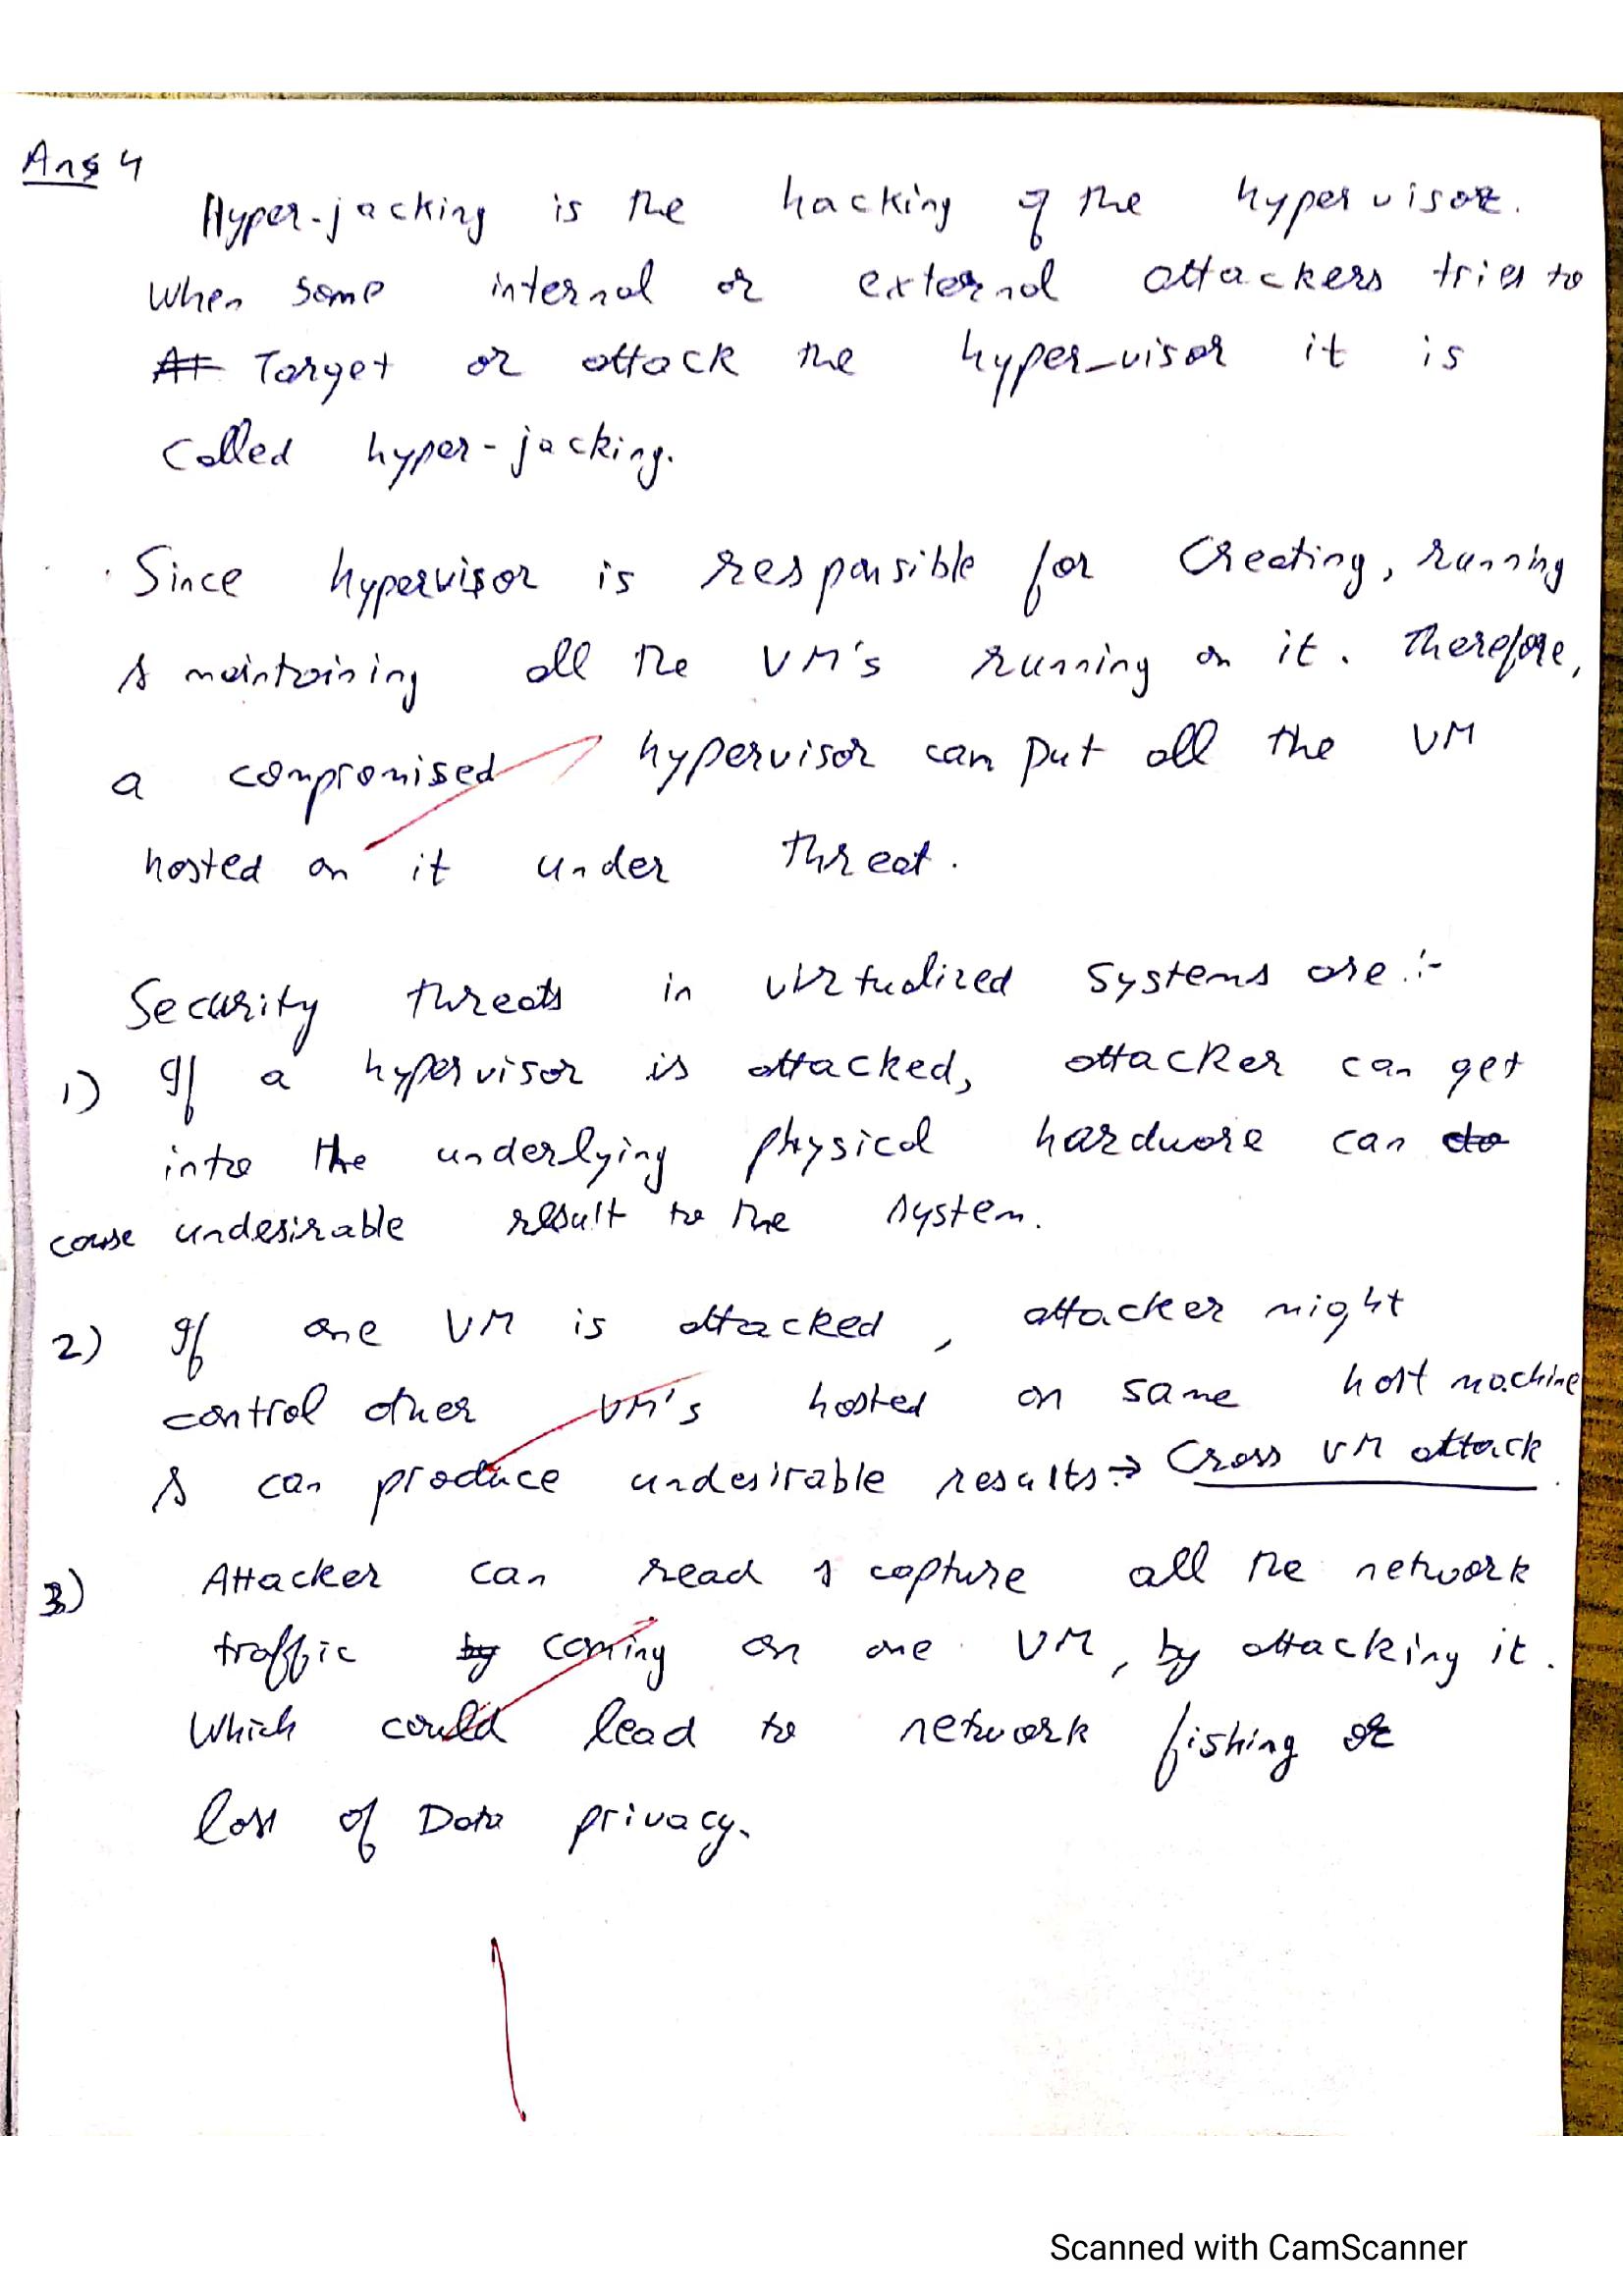 Ans 4
Hyper-jacking is the hacking of the hypervisor.
When some internal or external attackers tries to
At Target or attack the hyper-visor it is
called hyper-jacking.
Since hypervisor is responsible for Creating, running
& maintaining all the VM's running on it. Therefore,
a compromised hypervisor can put all the VM
hosted on it under threat.
Security threats in virtualized systems are :-
1) If a hypervisor is attacked, attacker can get
into the underlying physical hardware can do
cause undesirable result to the system.
2) If one VM is attacked, attacker might
control other VM's hosted on same host machine
& can produce undesirable results → Cross VM attack.
3) Attacker can read & capture all the network
traffic by coming on one VM, by attacking it.
Which could lead to network fishing or
loss of Data privacy.
Scanned with CamScanner